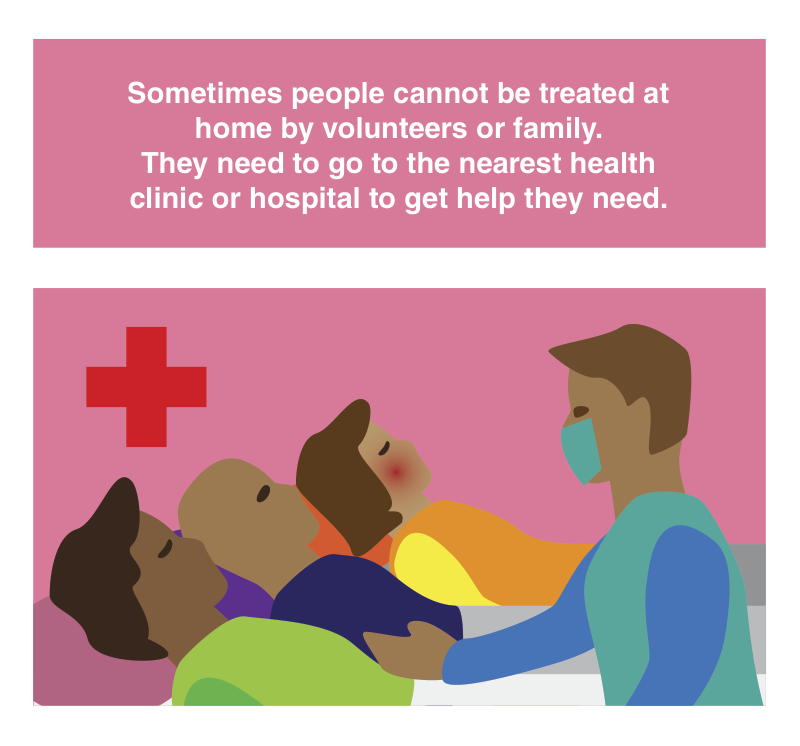 Sometimes people cannot be treated at
home by volunteers or family.
They need to go to the nearest health
clinic or hospital to get help they need.